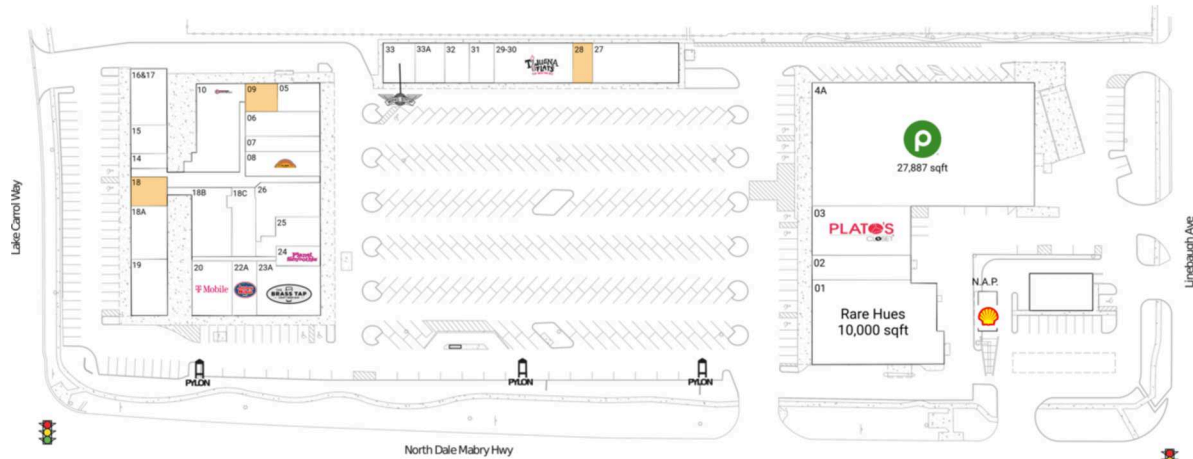 33
33A
32
31
29-30
TIJUANA
FLATS
28
27
16&17
10
09
05
06
15
07
14
08
18
18B
18C
26
18A
25
24
19
20
22A
23A
T Mobile
BRASS TAP
4A
p
27,887 sqft
03
PLATO'S
CLOSET
02
01
Rare Hues
10,000 sqft
N.A.P.
PYLON
PYLON
PYLON
Lake Carrol Way
Linebaugh Ave
North Dale Mabry Hwy